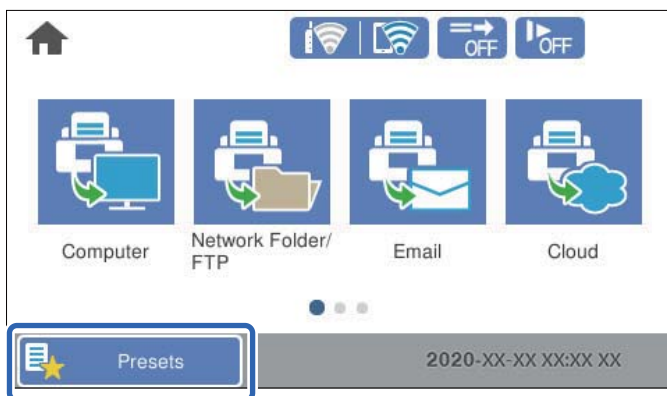 OFF
OFF
Computer
Network Folder/
FTP
Email
Cloud
Presets
2020-XX-XX XX:XX XX